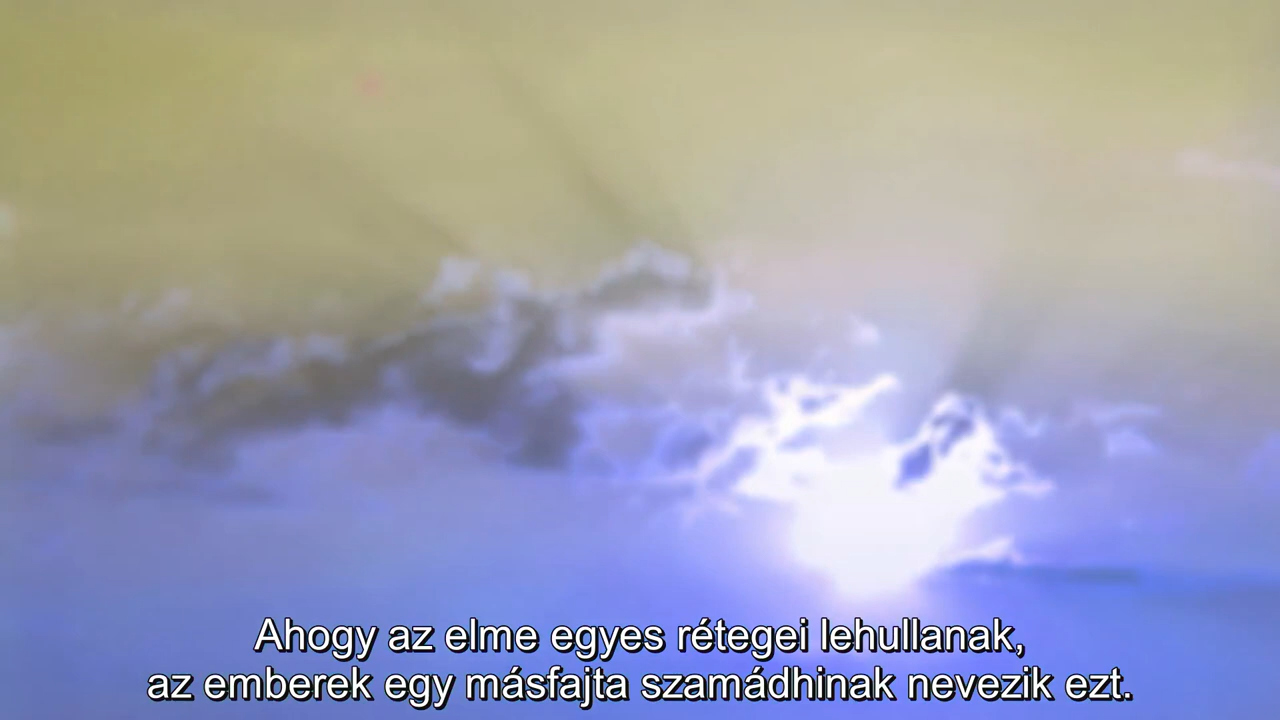 Ahogy az elme egyes rétegei lehullanak,
az emberek egy másfajta szamádhinak nevezik ezt.